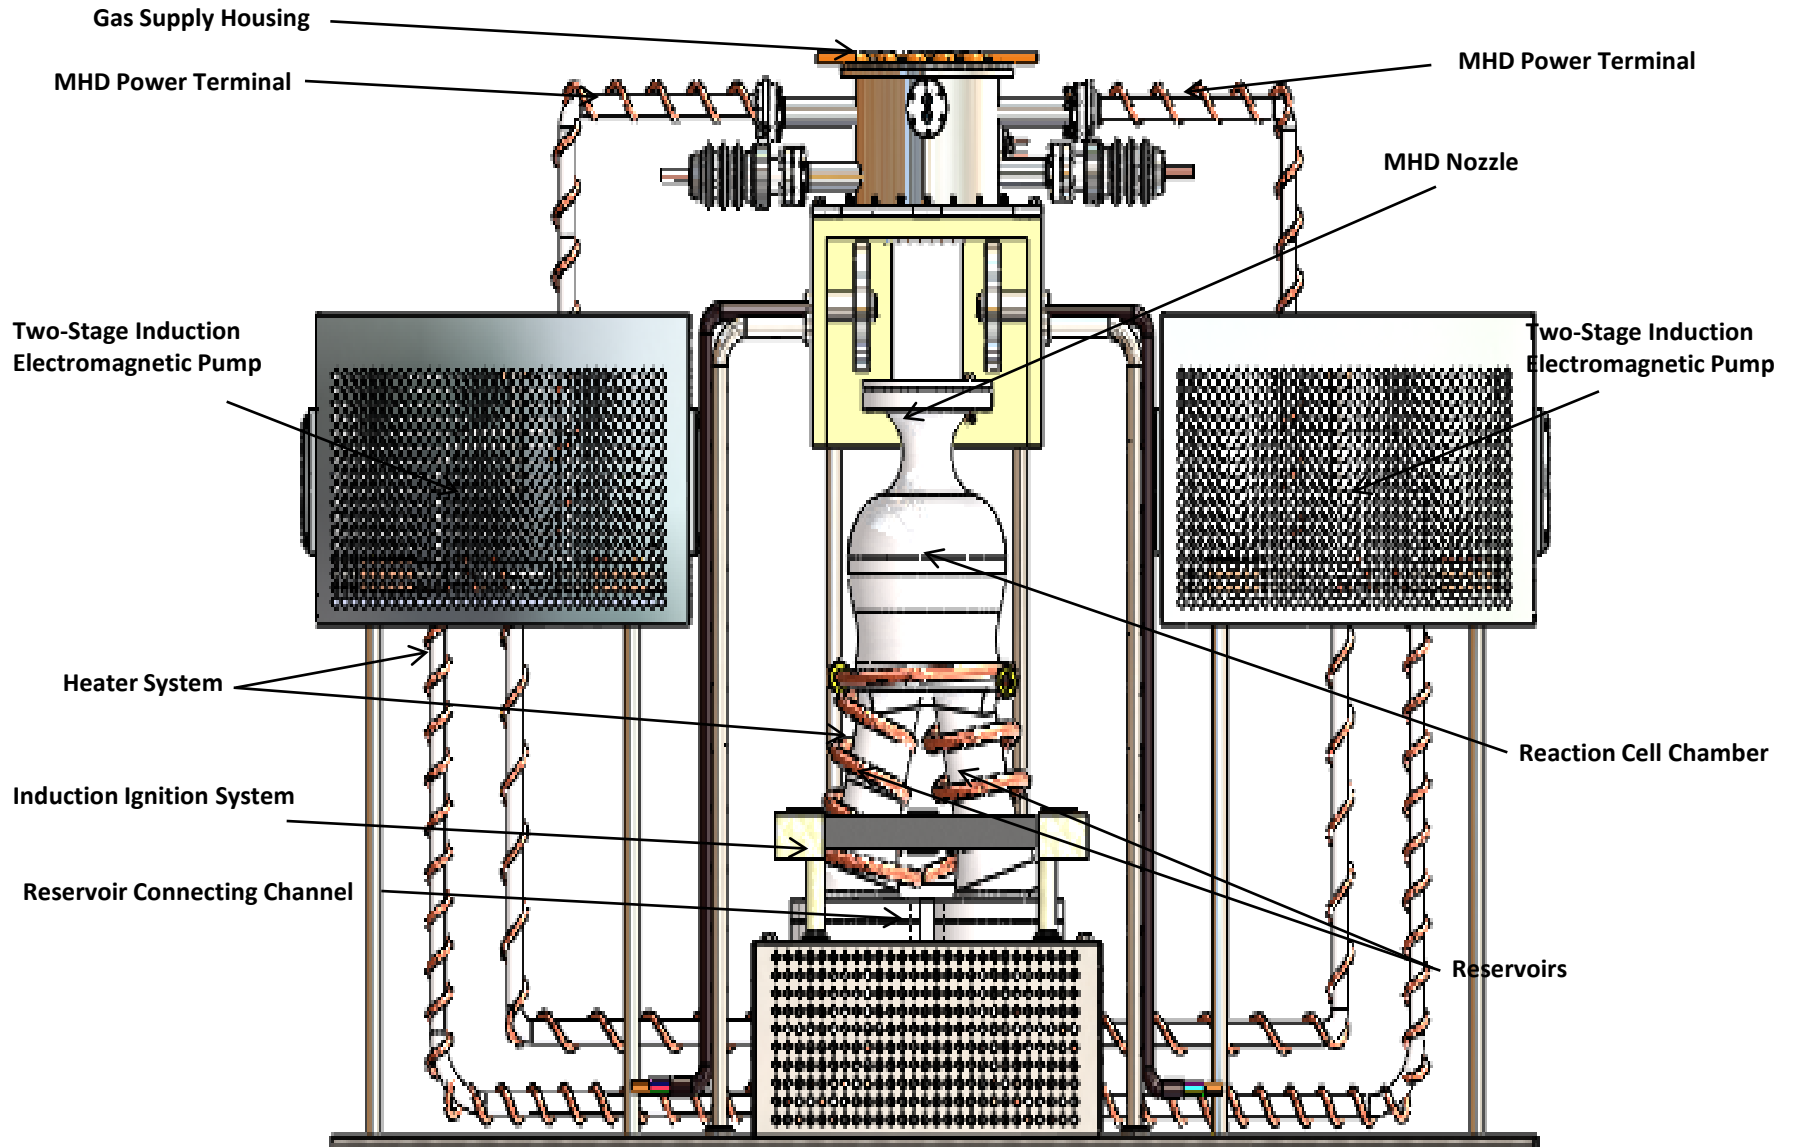 Gas Supply Housing
MHD Power Terminal
MHD Power Terminal
MHD Nozzle
Two-Stage Induction
Electromagnetic Pump
Two-Stage Induction
Electromagnetic Pump
Heater System
Reaction Cell Chamber
Induction Ignition System
Reservoir Connecting Channel
Reservoirs